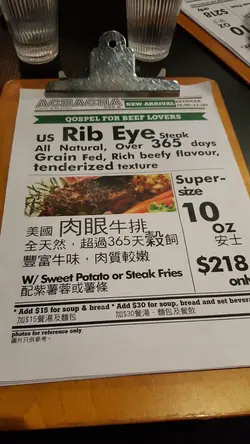 NEW ARRIVAL
QOSPEL FOR BEEF LOVERS
US Rib Eye Steak
All Natural, Over 365 days
Grain Fed, Rich beefy flavour,
tenderized texture
美國 肉眼牛排
全天然，超過365天穀飼
豐富牛味，肉質較嫩
W/ Sweet Potato or Steak Fries
配紫薯蓉或薯條
Super-
size
10
oz
安士
$218
only
* Add $15 for soup & bread * Add $30 for soup, bread and set bever
加$15餐湯及麵包 加$30餐湯，麵包及餐飲
photos for reference only.
圖片只供參考。
$218